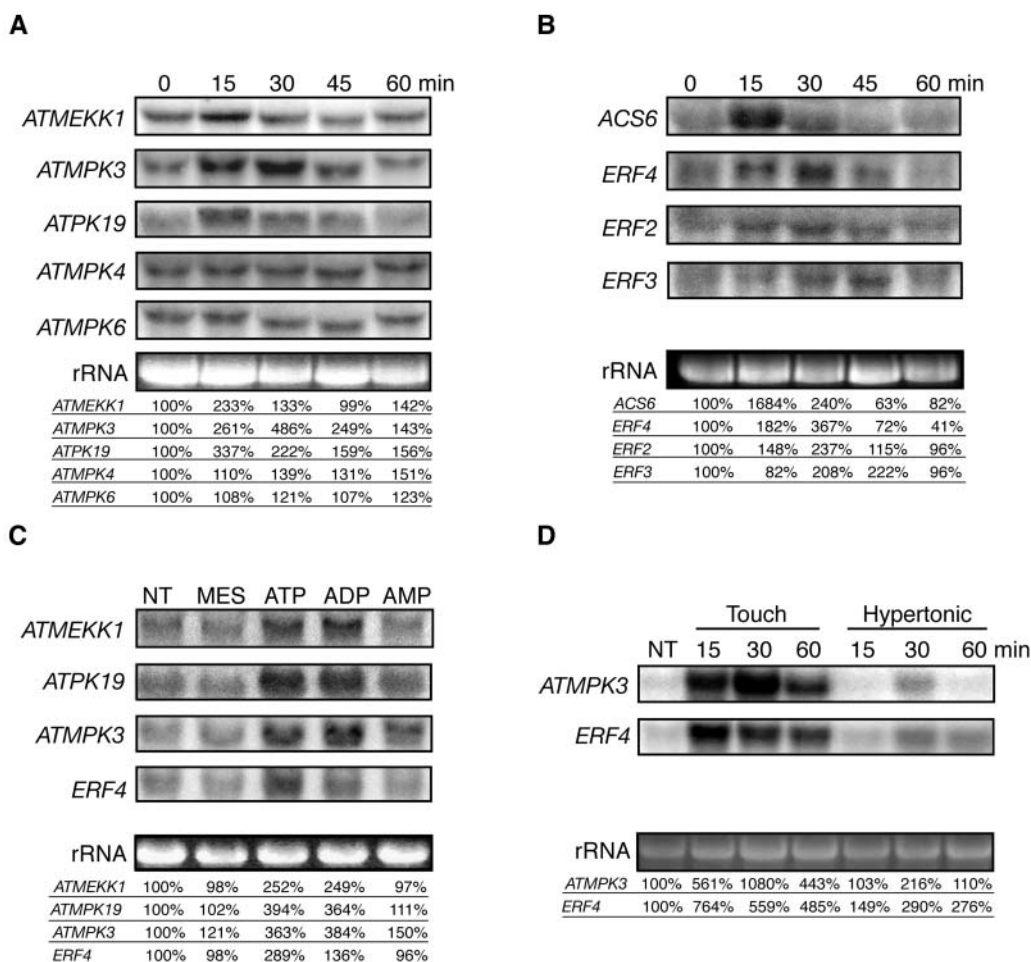 A
0 15 30 45 60 min
ATMEKK1
ATMPK3
ATPK19
ATMPK4
ATMPK6
rRNA
ATMEKK1 100% 233% 133% 99% 142%
ATMPK3 100% 261% 486% 249% 143%
ATPK19 100% 337% 222% 159% 156%
ATMPK4 100% 110% 139% 131% 151%
ATMPK6 100% 108% 121% 107% 123%
B
0 15 30 45 60 min
ACS6
ERF4
ERF2
ERF3
rRNA
ACS6 100% 1684% 240% 63% 82%
ERF4 100% 182% 367% 72% 41%
ERF2 100% 148% 237% 115% 96%
ERF3 100% 82% 208% 222% 96%
C
NT MES ATP ADP AMP
ATMEKK1
ATPK19
ATMPK3
ERF4
rRNA
ATMEKK1 100% 98% 252% 249% 97%
ATMPK19 100% 102% 394% 364% 111%
ATMPK3 100% 121% 363% 384% 150%
ERF4 100% 98% 289% 136% 96%
D
Touch Hypertonic
NT 15 30 60 15 30 60 min
ATMPK3
ERF4
rRNA
ATMPK3 100% 561% 1080% 443% 103% 216% 110%
ERF4 100% 764% 559% 485% 149% 290% 276%